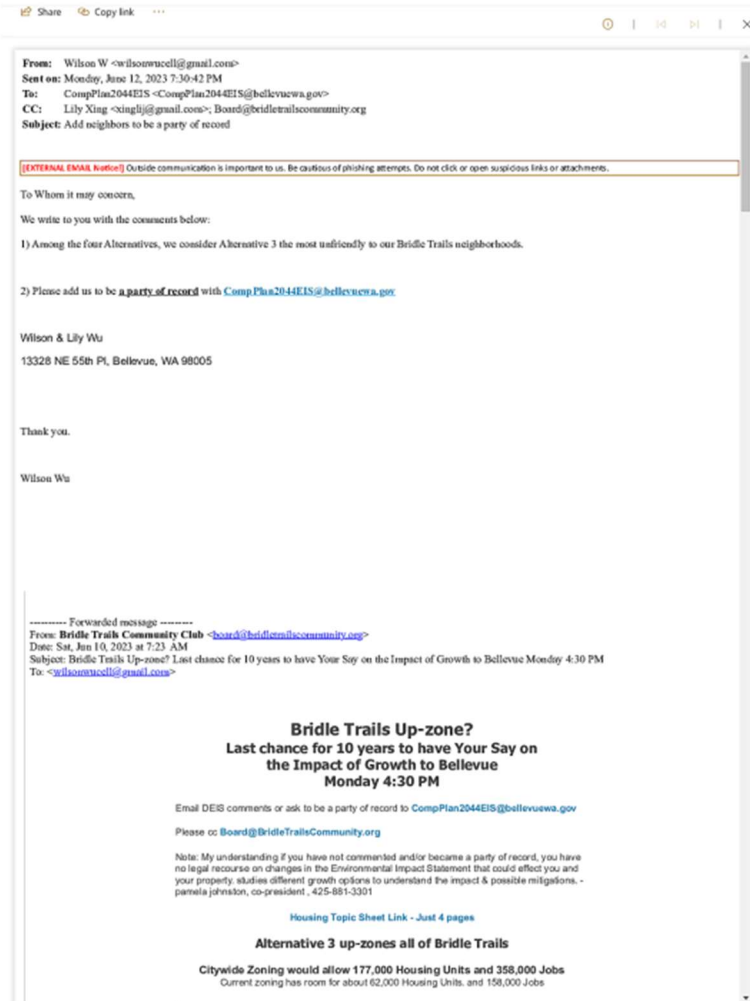 Share Copy link ...
From: Wilson W <wilsonwucell@gmail.com>
Sent on: Monday, June 12, 2023 7:30:42 PM
To: CompPlan2044EIS <CompPlan2044EIS@bellevuewa.gov>
CC: Lily Xing <xinglij@gmail.com>; Board@bridletrailscommunity.org
Subject: Add neighbors to be a party of record
[EXTERNAL EMAIL Notice!] Outside communication is important to us. Be cautious of phishing attempts. Do not click or open suspicious links or attachments.
To Whom it may concern,
We write to you with the comments below:
1) Among the four Alternatives, we consider Alternative 3 the most unfriendly to our Bridle Trails neighborhoods.
2) Please add us to be a party of record with CompPlan2044EIS@bellevuewa.gov
Wilson & Lily Wu
13328 NE 55th Pl, Bellevue, WA 98005
Thank you.
Wilson Wu
---------- Forwarded message ---------
From: Bridle Trails Community Club <board@bridletrailscommunity.org>
Date: Sat, Jun 10, 2023 at 7:23 AM
Subject: Bridle Trails Up-zone? Last chance for 10 years to have Your Say on the Impact of Growth to Bellevue Monday 4:30 PM
To: <wilsonwucell@gmail.com>
Bridle Trails Up-zone?
Last chance for 10 years to have Your Say on
the Impact of Growth to Bellevue
Monday 4:30 PM
Email DEIS comments or ask to be a party of record to CompPlan2044EIS@bellevuewa.gov
Please cc Board@BridleTrailsCommunity.org
Note: My understanding if you have not commented and/or became a party of record, you have
no legal recourse on changes in the Environmental Impact Statement that could effect you and
your property. studies different growth options to understand the impact & possible mitigations. -
pamela johnston, co-president , 425-881-3301
Housing Topic Sheet Link - Just 4 pages
Alternative 3 up-zones all of Bridle Trails
Citywide Zoning would allow 177,000 Housing Units and 358,000 Jobs
Current zoning has room for about 62,000 Housing Units. and 158,000 Jobs